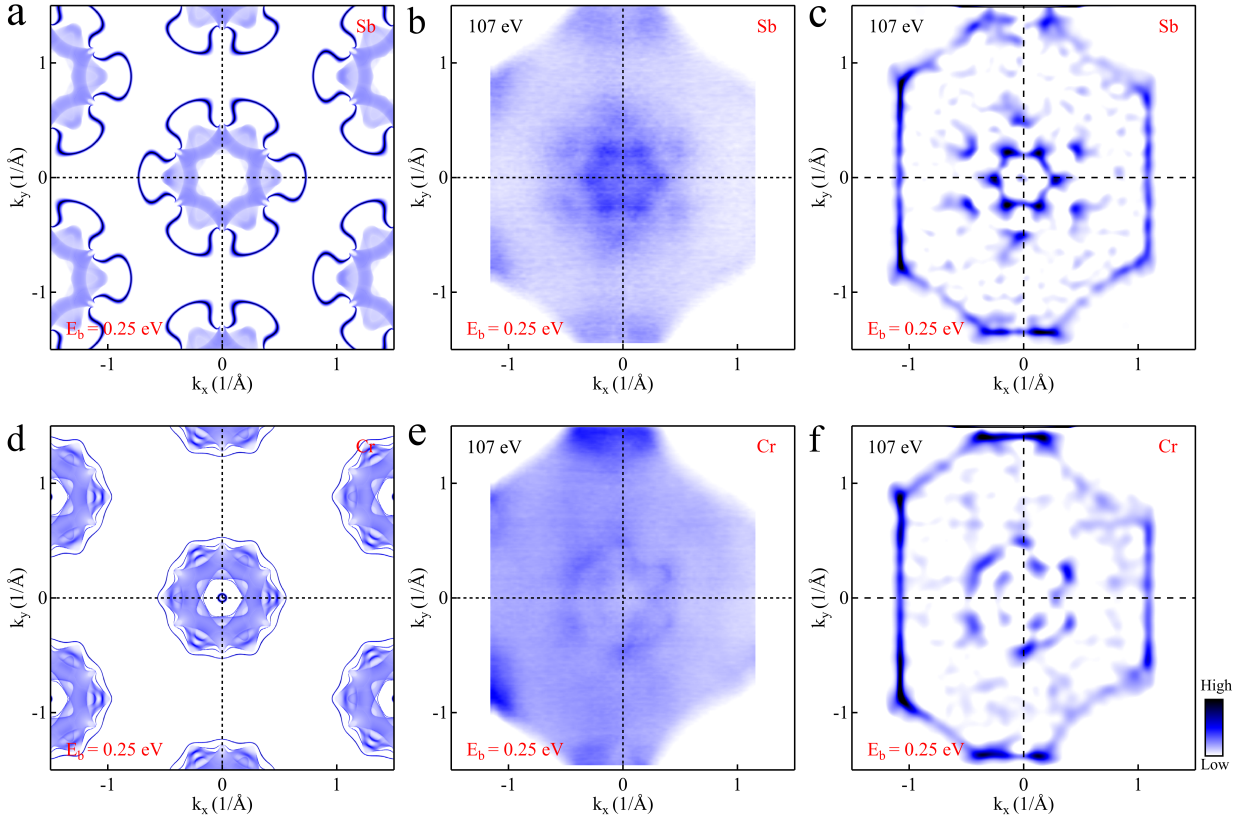 a
Sb
1
0
-1
k_y (1/Å)
E_b = 0.25 eV
-1
0
1
k_x (1/Å)
b
107 eV
Sb
1
0
-1
k_y (1/Å)
E_b = 0.25 eV
-1
0
1
k_x (1/Å)
c
107 eV
Sb
1
0
-1
k_y (1/Å)
E_b = 0.25 eV
-1
0
1
k_x (1/Å)
d
Cr
1
0
-1
k_y (1/Å)
E_b = 0.25 eV
-1
0
1
k_x (1/Å)
e
107 eV
Cr
1
0
-1
k_y (1/Å)
E_b = 0.25 eV
-1
0
1
k_x (1/Å)
f
107 eV
Cr
1
0
-1
k_y (1/Å)
E_b = 0.25 eV
-1
0
1
k_x (1/Å)
High
Low